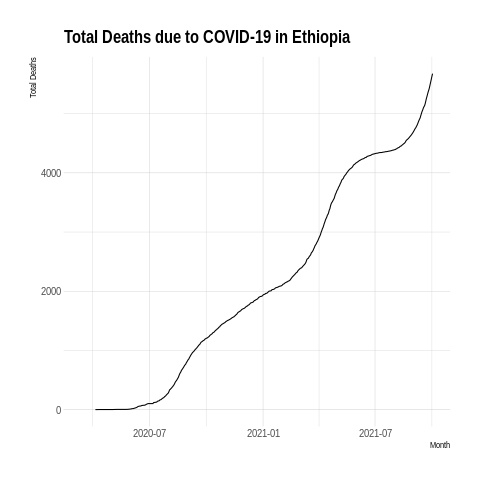 Total Deaths due to COVID-19 in Ethiopia
Total Deaths
4000
2000
0
2020-07 2021-01 2021-07
Month